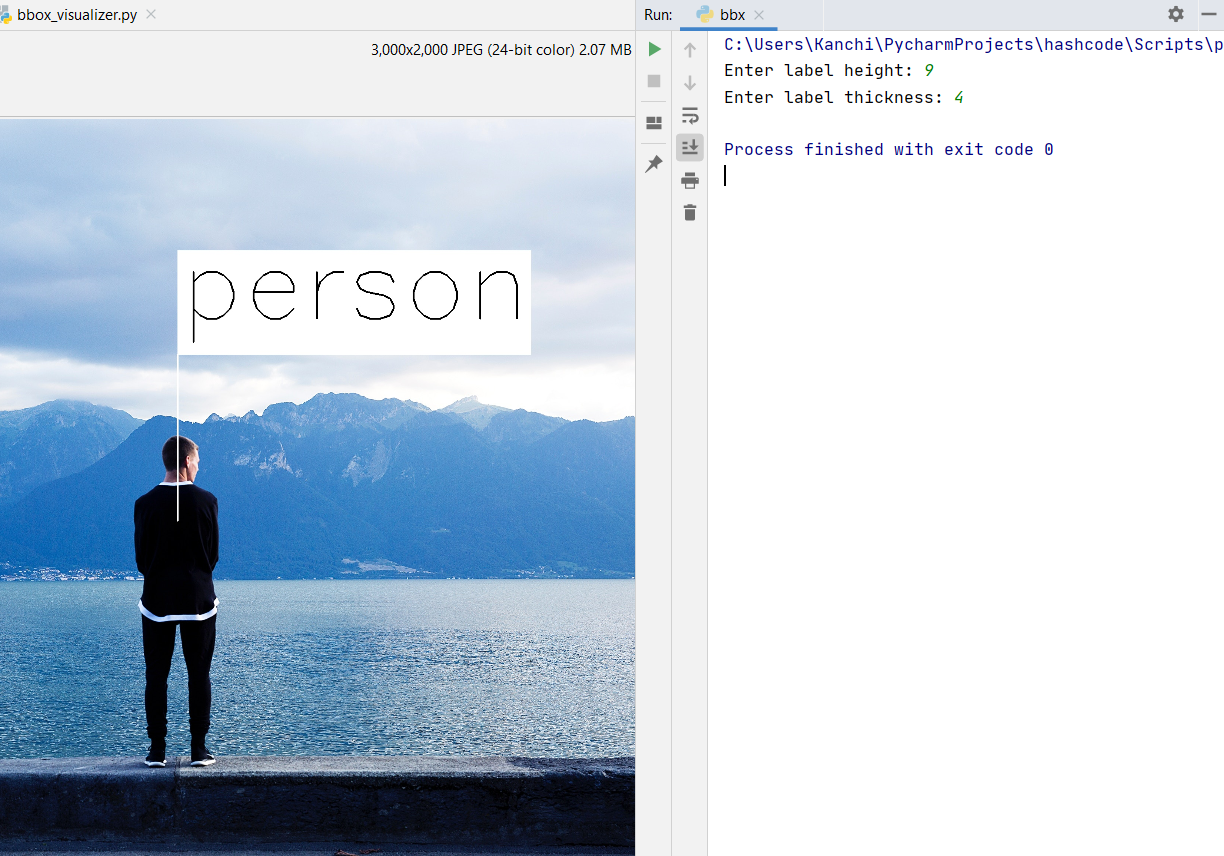 bbox_visualizer.py
3,000x2,000 JPEG (24-bit color) 2.07 MB
person
Run: bbx
C:\Users\Kanchi\PycharmProjects\hashcode\Scripts\p
Enter label height: 9
Enter label thickness: 4
Process finished with exit code 0